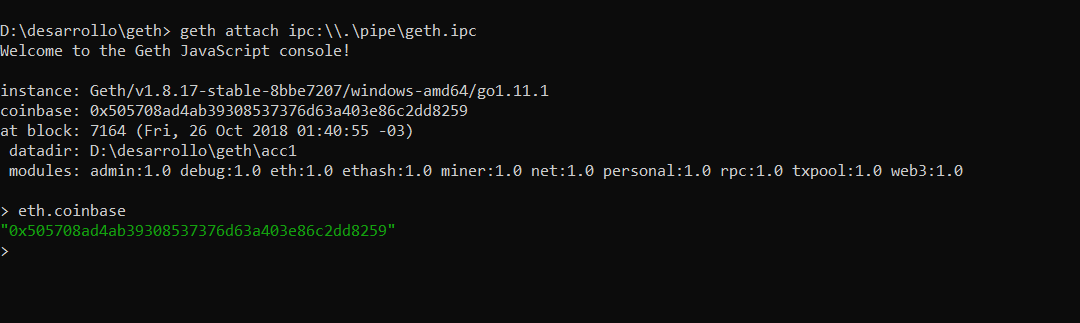 D:\desarrollo\geth> geth attach ipc:\\.\pipe\geth.ipc
Welcome to the Geth JavaScript console!
instance: Geth/v1.8.17-stable-8bbe7207/windows-amd64/go1.11.1
coinbase: 0x505708ad4ab39308537376d63a403e86c2dd8259
at block: 7164 (Fri, 26 Oct 2018 01:40:55 -03)
datadir: D:\desarrollo\geth\acc1
modules: admin:1.0 debug:1.0 eth:1.0 ethash:1.0 miner:1.0 net:1.0 personal:1.0 rpc:1.0 txpool:1.0 web3:1.0
> eth.coinbase
"0x505708ad4ab39308537376d63a403e86c2dd8259"
>